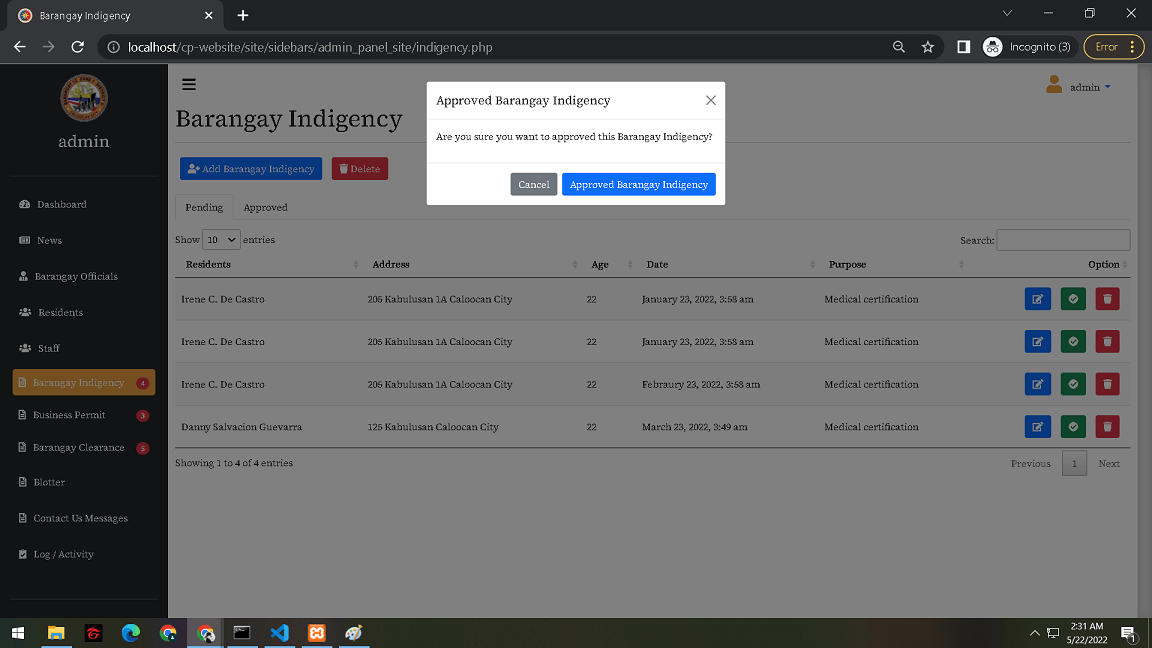 Barangay Indigency
localhost/cp-website/site/sidebars/admin_panel_site/indigency.php
Incognito (3)
Error
admin
Dashboard
News
Barangay Officials
Residents
Staff
Barangay Indigency 4
Business Permit 3
Barangay Clearance 5
Blotter
Contact Us Messages
Log / Activity
admin
Barangay Indigency
Add Barangay Indigency Delete
Approved Barangay Indigency
Are you sure you want to approved this Barangay Indigency?
Cancel Approved Barangay Indigency
Pending Approved
Show 10 entries Search:
Residents Address Age Date Purpose Option
Irene C. De Castro 206 Kabulusan 1A Caloocan City 22 January 23, 2022, 3:58 am Medical certification
Irene C. De Castro 206 Kabulusan 1A Caloocan City 22 January 23, 2022, 3:58 am Medical certification
Irene C. De Castro 206 Kabulusan 1A Caloocan City 22 Febraury 23, 2022, 3:58 am Medical certification
Danny Salvacion Guevarra 125 Kabulusan Caloocan City 22 March 23, 2022, 3:49 am Medical certification
Showing 1 to 4 of 4 entries Previous 1 Next
2:31 AM
5/22/2022
1